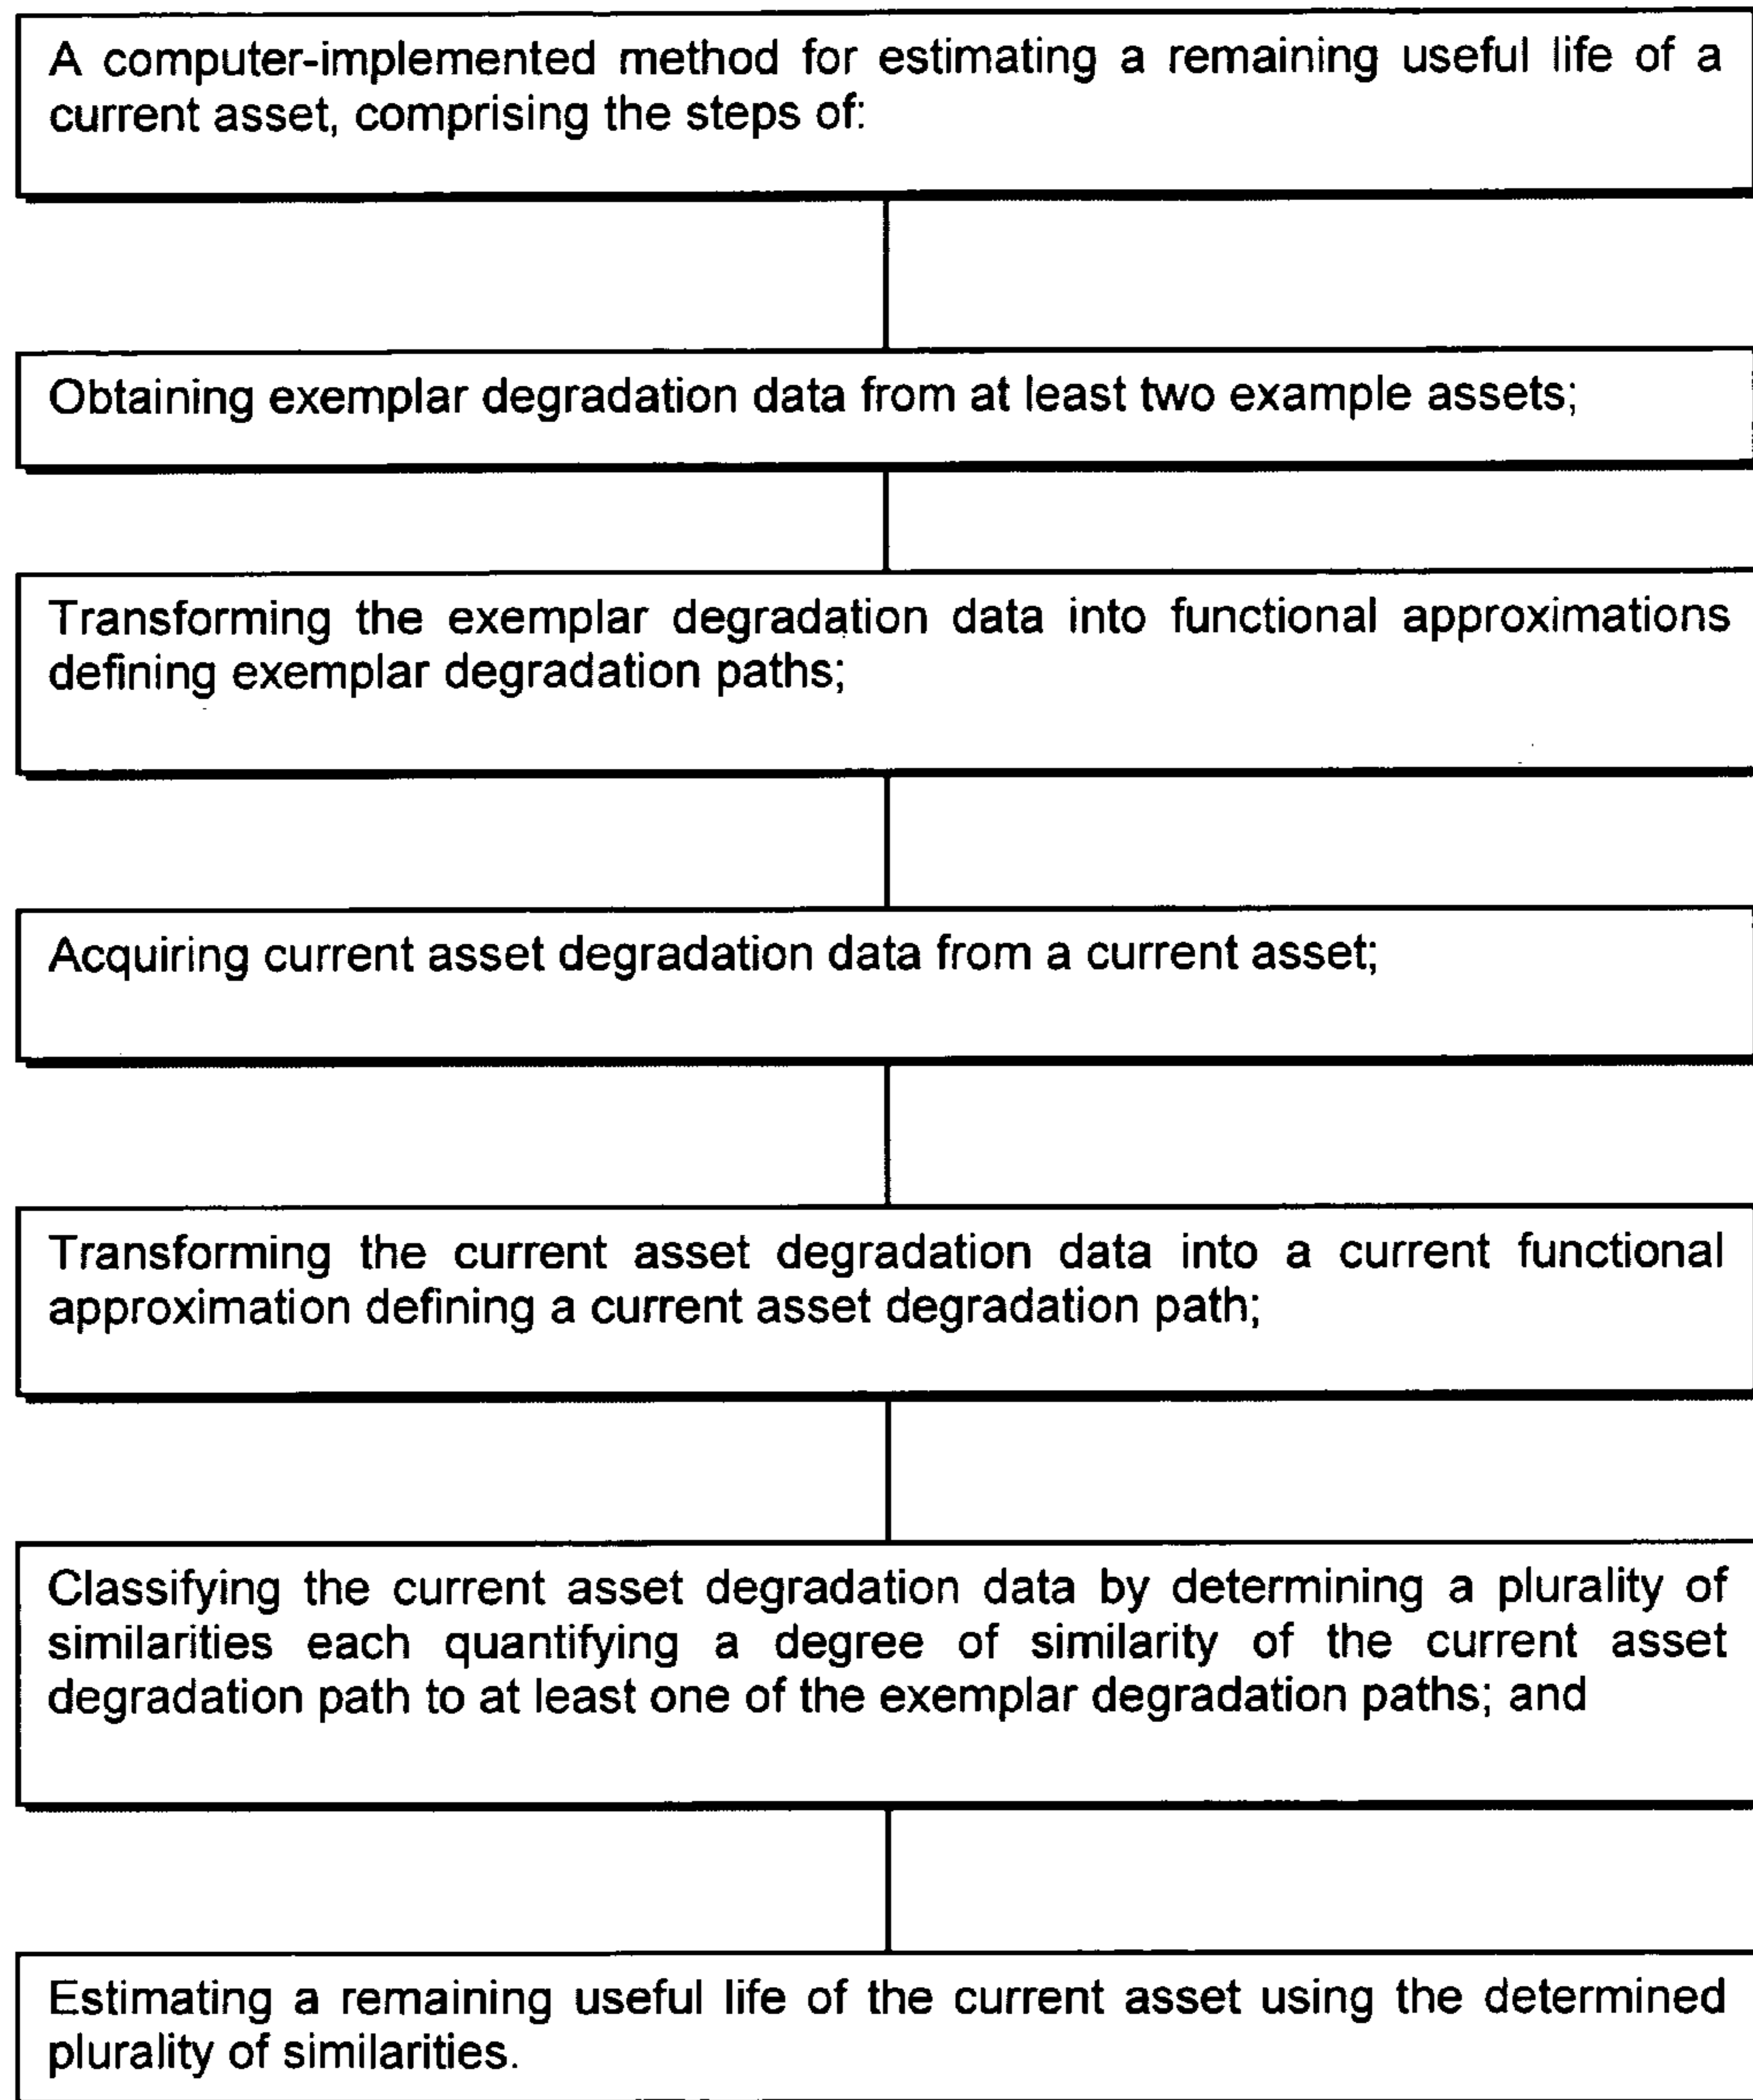 A computer-implemented method for estimating a remaining useful life of a
current asset, comprising the steps of:
Obtaining exemplar degradation data from at least two example assets;
Transforming the exemplar degradation data into functional approximations
defining exemplar degradation paths;
Acquiring current asset degradation data from a current asset;
Transforming the current asset degradation data into a current functional
approximation defining a current asset degradation path;
Classifying the current asset degradation data by determining a plurality of
similarities each quantifying a degree of similarity of the current asset
degradation path to at least one of the exemplar degradation paths; and
Estimating a remaining useful life of the current asset using the determined
plurality of similarities.